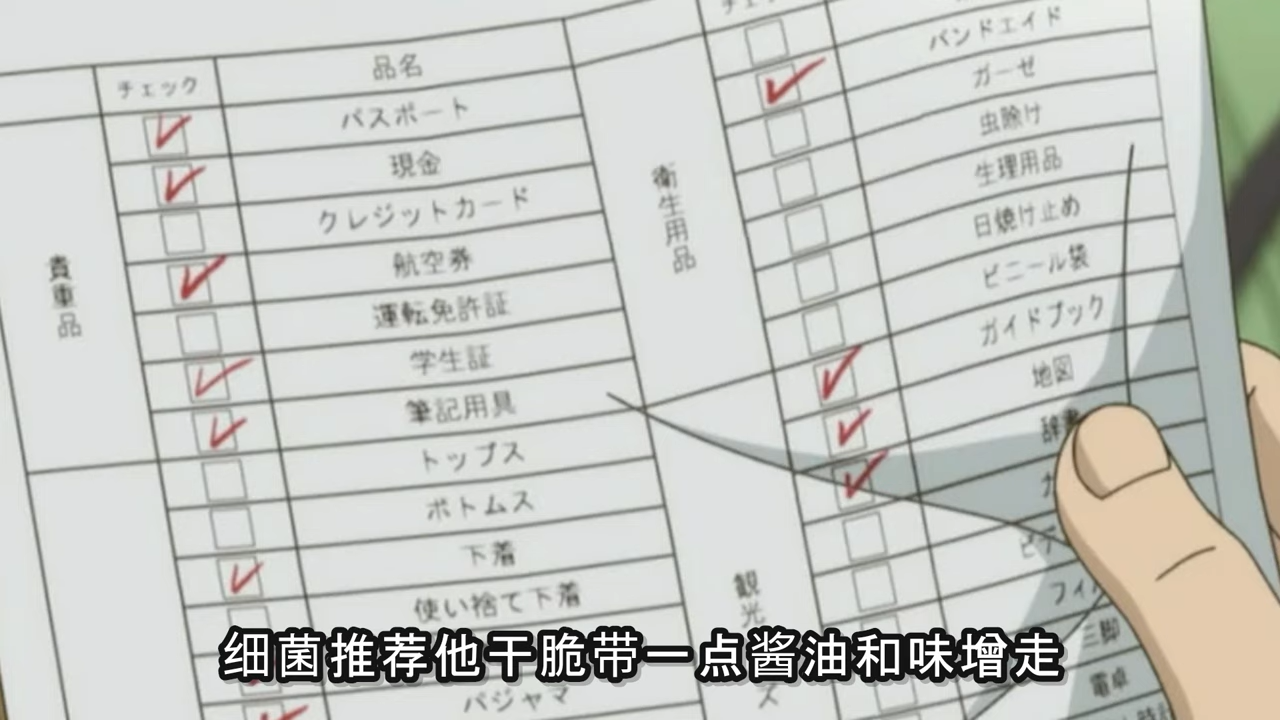 チェック 品名
貴重品
パスポート
現金
クレジットカード
航空券
運転免許証
学生証
筆記用具
トップス
ボトムス
下着
使い捨て下着
パジャマ
衛生用品
バンドエイド
ガーゼ
虫除け
生理用品
日焼け止め
ビニール袋
観光
ガイドブック
地図
辞書
三脚
電卓
细菌推荐他干脆带一点酱油和味增走